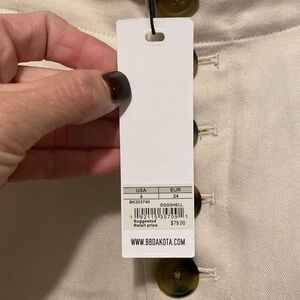 USA EUR
4 34
BK203740 EGGSHELL
Suggested
Retail price $79.00
WWW.BBDAKOTA.COM